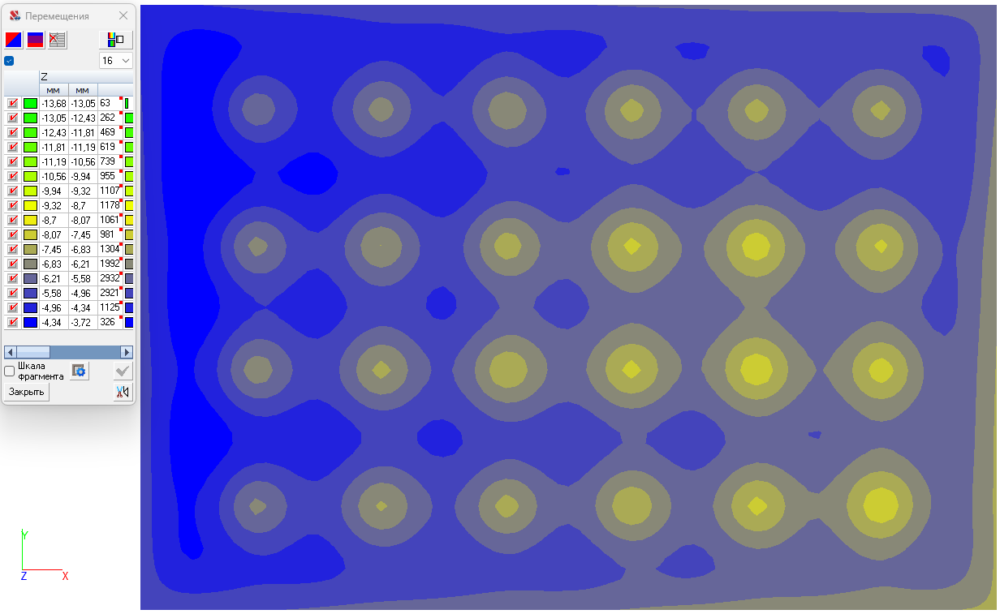 Перемещения
16
Z
мм мм
-13,68 -13,05 63
-13,05 -12,43 262
-12,43 -11,81 469
-11,81 -11,19 619
-11,19 -10,56 739
-10,56 -9,94 955
-9,94 -9,32 1107
-9,32 -8,7 1178
-8,7 -8,07 1061
-8,07 -7,45 981
-7,45 -6,83 1304
-6,83 -6,21 1992
-6,21 -5,58 2932
-5,58 -4,96 2921
-4,96 -4,34 1125
-4,34 -3,72 326
Шкала
фрагмента
Закрыть
Y
Z X